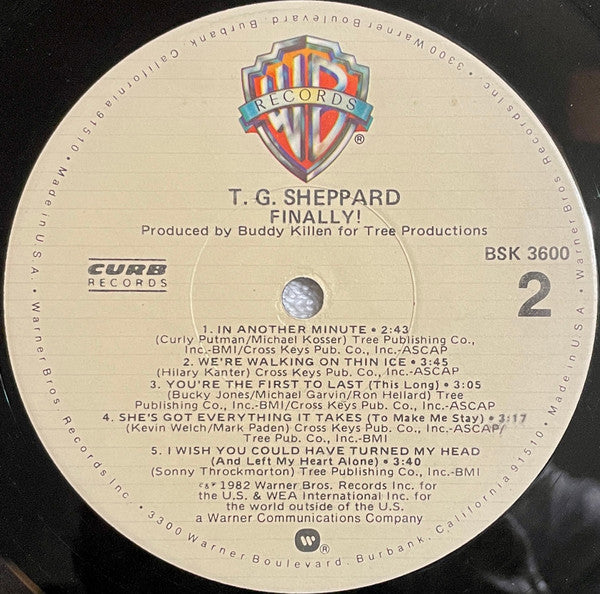 WB
RECORDS
®
T. G. SHEPPARD
FINALLY!
Produced by Buddy Killen for Tree Productions
BSK 3600
2
CURB
RECORDS
1. IN ANOTHER MINUTE • 2:43
(Curly Putman/Michael Kosser) Tree Publishing Co.,
Inc.-BMI/Cross Keys Pub. Co., Inc.-ASCAP
2. WE'RE WALKING ON THIN ICE • 3:45
(Hilary Kanter) Cross Keys Pub. Co., Inc.-ASCAP
3. YOU'RE THE FIRST TO LAST (This Long) • 3:05
(Bucky Jones/Michael Garvin/Ron Hellard) Tree
Publishing Co., Inc.-BMI/Cross Keys Pub. Co., Inc.-ASCAP
4. SHE'S GOT EVERYTHING IT TAKES (To Make Me Stay) • 3:17
(Kevin Welch/Mark Paden) Cross Keys Pub. Co., Inc.-ASCAP/
Tree Pub. Co., Inc.-BMI
5. I WISH YOU COULD HAVE TURNED MY HEAD
(And Left My Heart Alone) • 3:40
(Sonny Throckmorton) Tree Publishing Co., Inc.-BMI
©℗ 1982 Warner Bros. Records Inc. for
the U.S. & WEA International Inc. for
the world outside of the U.S.
a Warner Communications Company
®
Warner Bros. Records Inc. • 3300 Warner Boulevard, Burbank, California 91510 • Made in U.S.A. •
Warner Bros. Records Inc. • 3300 Warner Boulevard, Burbank, California 91510 • Made in U.S.A. •